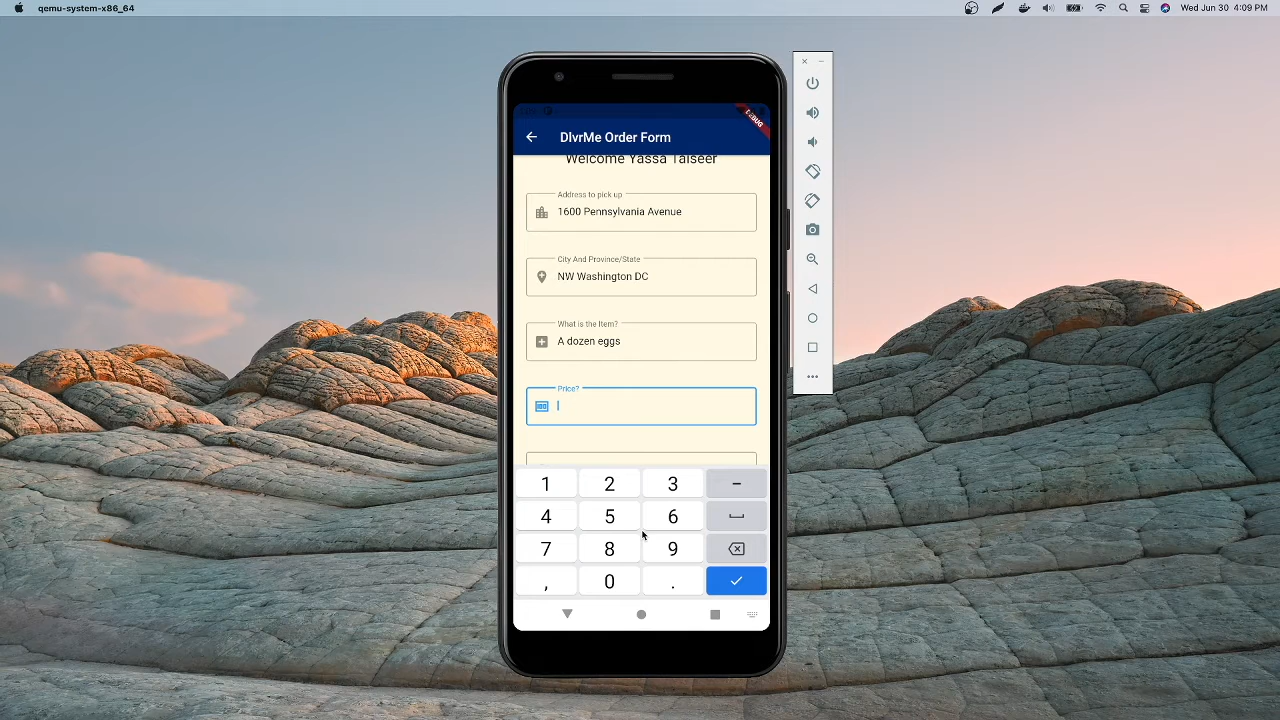 qemu-system-x86_64
Wed Jun 30 4:09 PM
DEBUG
DlvrMe Order Form
Welcome Yassa Taiseer
Address to pick up
1600 Pennsylvania Avenue
City And Province/State
NW Washington DC
What is the Item?
A dozen eggs
Price?
1 2 3 -
4 5 6
7 8 9
, 0 .